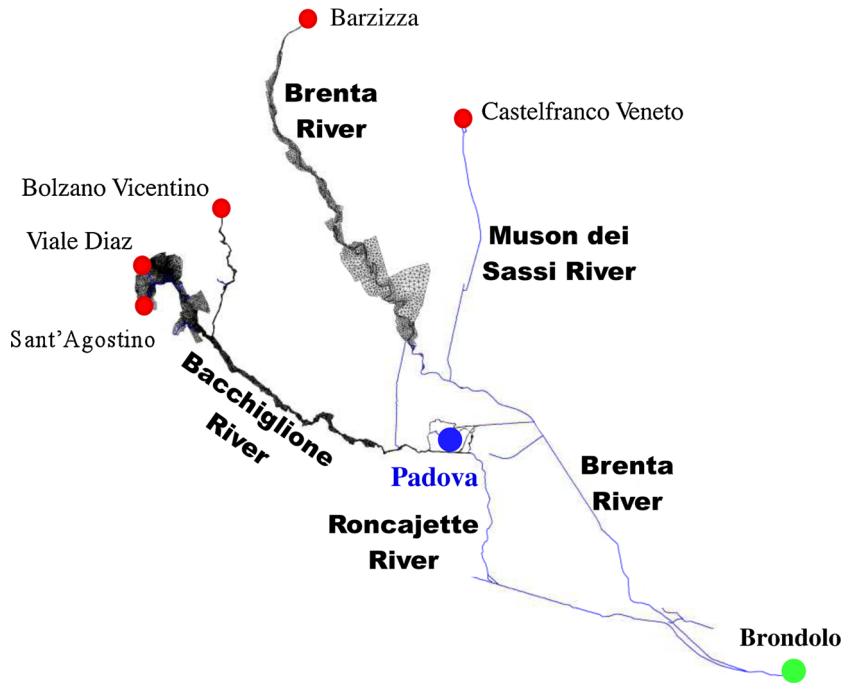 Barzizza
Brenta
River
Castelfranco Veneto
Bolzano Vicentino
Viale Diaz
Muson dei
Sassi River
Sant'Agostino
Bacchiglione
River
Padova
Brenta
River
Roncajette
River
Brondolo